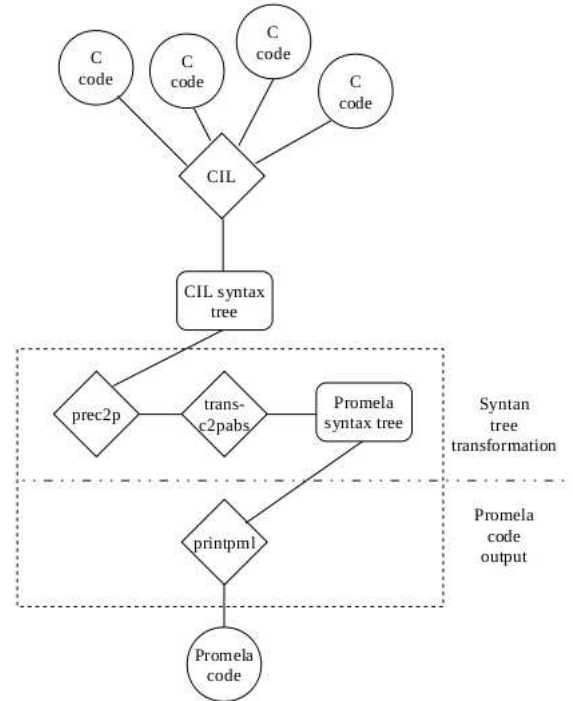 C
code
C
code
C
code
C
code
CIL
CIL syntax
tree
prec2p
trans-
c2pabs
Promela
syntax tree
Syntan
tree
transformation
printpml
Promela
code
output
Promela
code